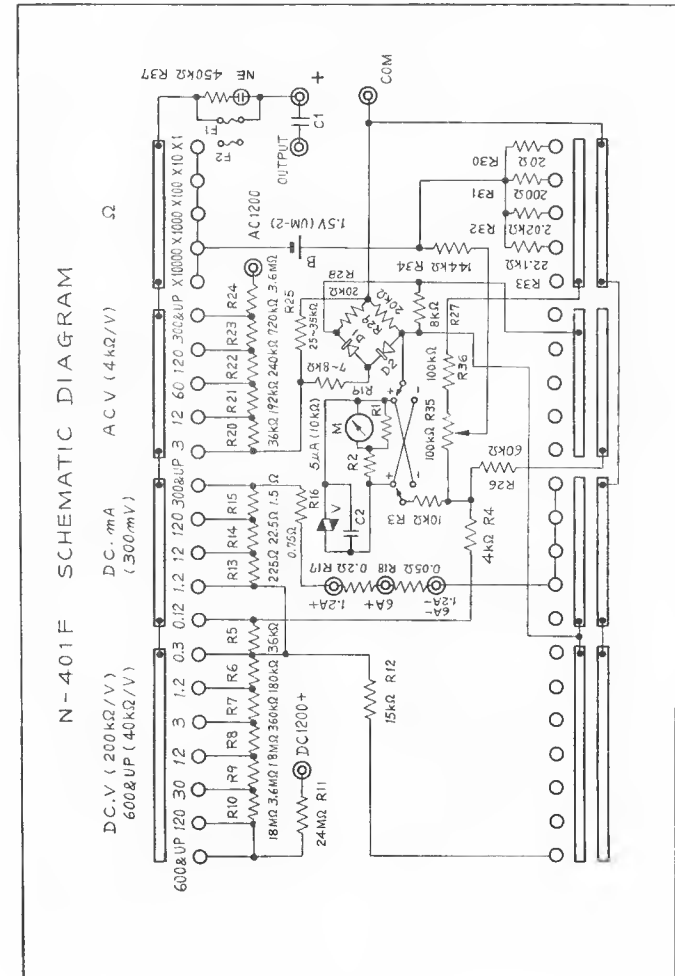 N-401F SCHEMATIC DIAGRAM
DC.V (200kΩ/V)
600&UP (40kΩ/V)
DC.mA
(300mV)
ACV (4kΩ/V)
Ω
600&UP 120 30 12 3 1.2 0.3
0.12 1.2 12 120 300&UP
3 12 60 120 300&UP
X10000 X1000 X100 X10 X1
R10 R9 R8 R7 R6 R5
18MΩ 3.6MΩ 1.8MΩ 360kΩ 180kΩ 36kΩ
R13 R14 R15
225Ω 22.5Ω 1.5Ω
R20 R21 R22 R23 R24
36kΩ 192kΩ 240kΩ 720kΩ 3.6MΩ
AC1200
450kΩ R37
NE
F1
F2
+
C1
OUTPUT
COM
DC1200+
24MΩ R11
R12
15kΩ
R16
0.75Ω
1.2A+
0.2Ω R17
6A+
0.05Ω R18
6A-
1.2A-
V
C2
5μA (10kΩ)
M
R2
R1
+
-
+
-
R3
10kΩ
R4
4kΩ
R26
60kΩ
R19
7~8kΩ
R25
25~35kΩ
R28
20kΩ
D1
D2
R29
20kΩ
8kΩ
R27
100kΩ
R36
R35
100kΩ
144kΩ R34
1.5V (UM-2)
B
R30
20Ω
R31
200Ω
R32
2.02kΩ
R33
22.1kΩ